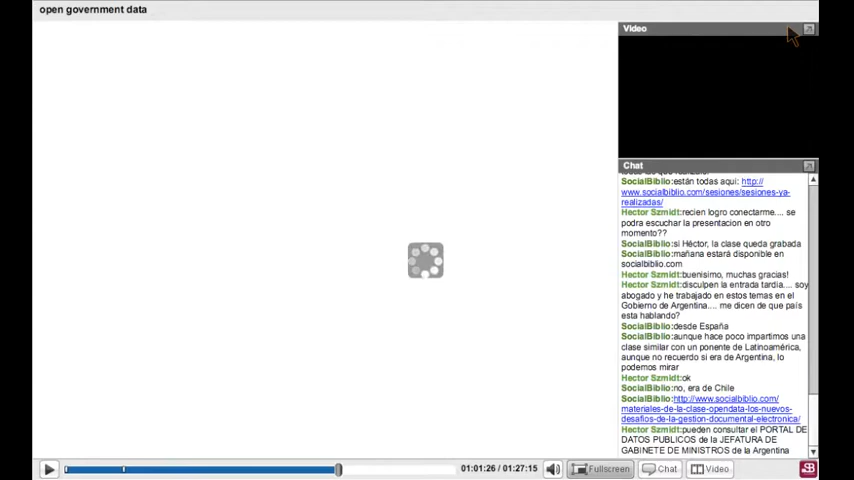 open government data
Video
Chat
SocialBiblio:están todas aqui: http://
www.socialbiblio.com/sesiones/sesiones-ya-
realizadas/
Hector Szmidt:recien logro conectarme.... se
podra escuchar la presentacion en otro
momento??
SocialBiblio:si Héctor, la clase queda grabada
SocialBiblio:mañana estará disponible en
socialbiblio.com
Hector Szmidt:buenisimo, muchas gracias!
Hector Szmidt:disculpen la entrada tardia.... soy
abogado y he trabajado en estos temas en el
Gobierno de Argentina.... me dicen de que país
esta hablando?
SocialBiblio:desde España
SocialBiblio:aunque hace poco impartimos una
clase similar con un ponente de Latinoamérica,
aunque no recuerdo si era de Argentina, lo
podemos mirar
Hector Szmidt:ok
SocialBiblio:no, era de Chile
SocialBiblio:http://www.socialbiblio.com/
materiales-de-la-clase-opendata-los-nuevos-
desafios-de-la-gestion-documental-electronica/
Hector Szmidt:pueden consultar el PORTAL DE
DATOS PUBLICOS de la JEFATURA DE
GABINETE DE MINISTROS de la Argentina
01:01:26 / 01:27:15
Fullscreen
Chat
Video
SB